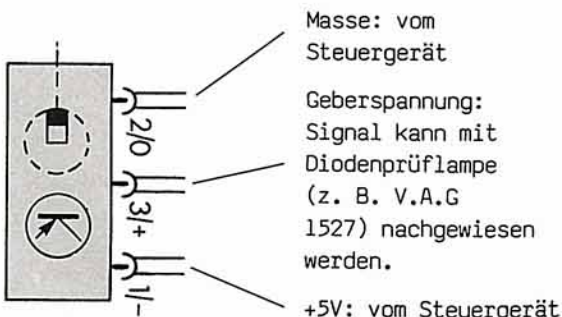 Masse: vom
Steuergerät
Geberspannung:
Signal kann mit
Diodenprüflampe
(z. B. V.A.G
1527) nachgewiesen
werden.
+5V: vom Steuergerät
2/0
3/+
1/-